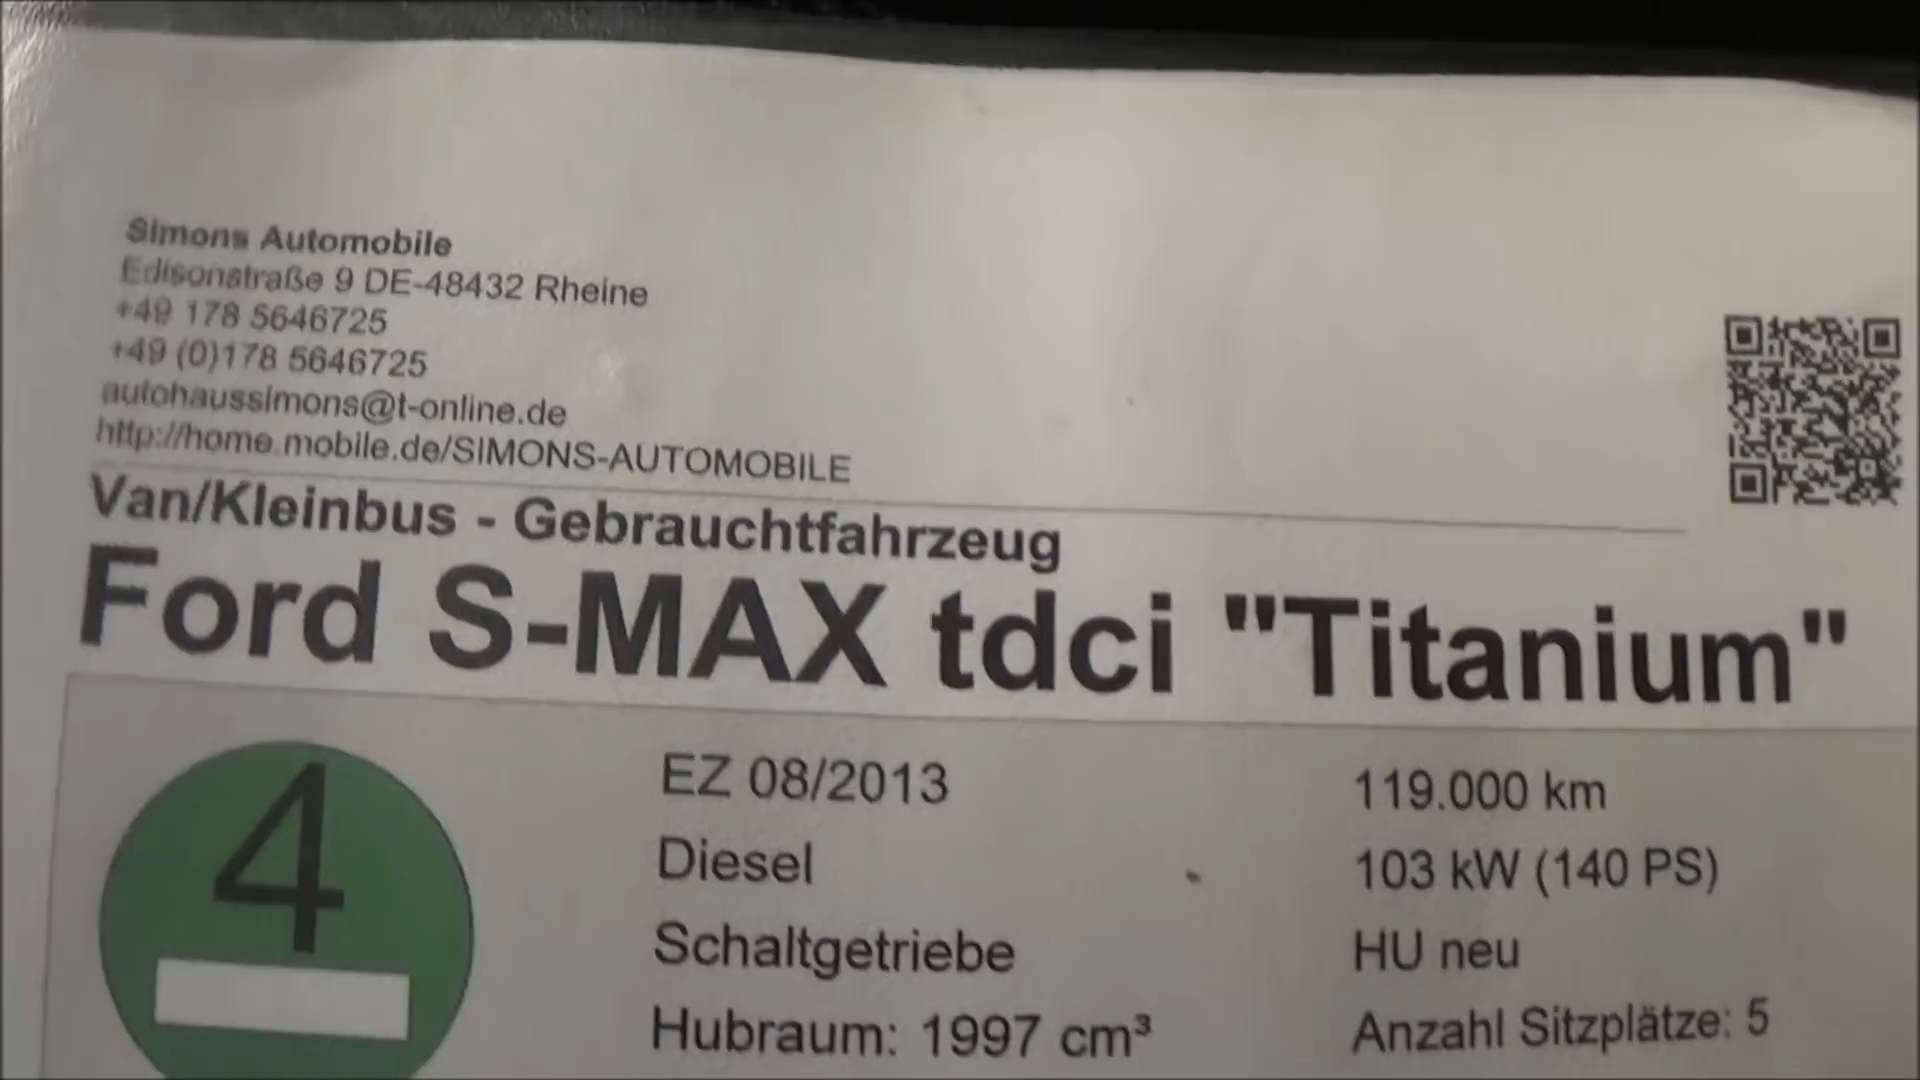 Simons Automobile
Edisonstraße 9 DE-48432 Rheine
+49 178 5646725
+49 (0)178 5646725
autohaussimons@t-online.de
http://home.mobile.de/SIMONS-AUTOMOBILE
Van/Kleinbus - Gebrauchtfahrzeug
Ford S-MAX tdci "Titanium"
4
EZ 08/2013 119.000 km
Diesel 103 kW (140 PS)
Schaltgetriebe HU neu
Hubraum: 1997 cm³ Anzahl Sitzplätze: 5